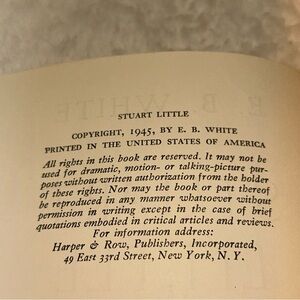 STUART LITTLE
COPYRIGHT, 1945, BY E. B. WHITE
PRINTED IN THE UNITED STATES OF AMERICA
All rights in this book are reserved. It may not be
used for dramatic, motion- or talking-picture pur-
poses without written authorization from the holder
of these rights. Nor may the book or part thereof
be reproduced in any manner whatsoever without
permission in writing except in the case of brief
quotations embodied in critical articles and reviews.
For information address:
Harper & Row, Publishers, Incorporated,
49 East 33rd Street, New York, N. Y.